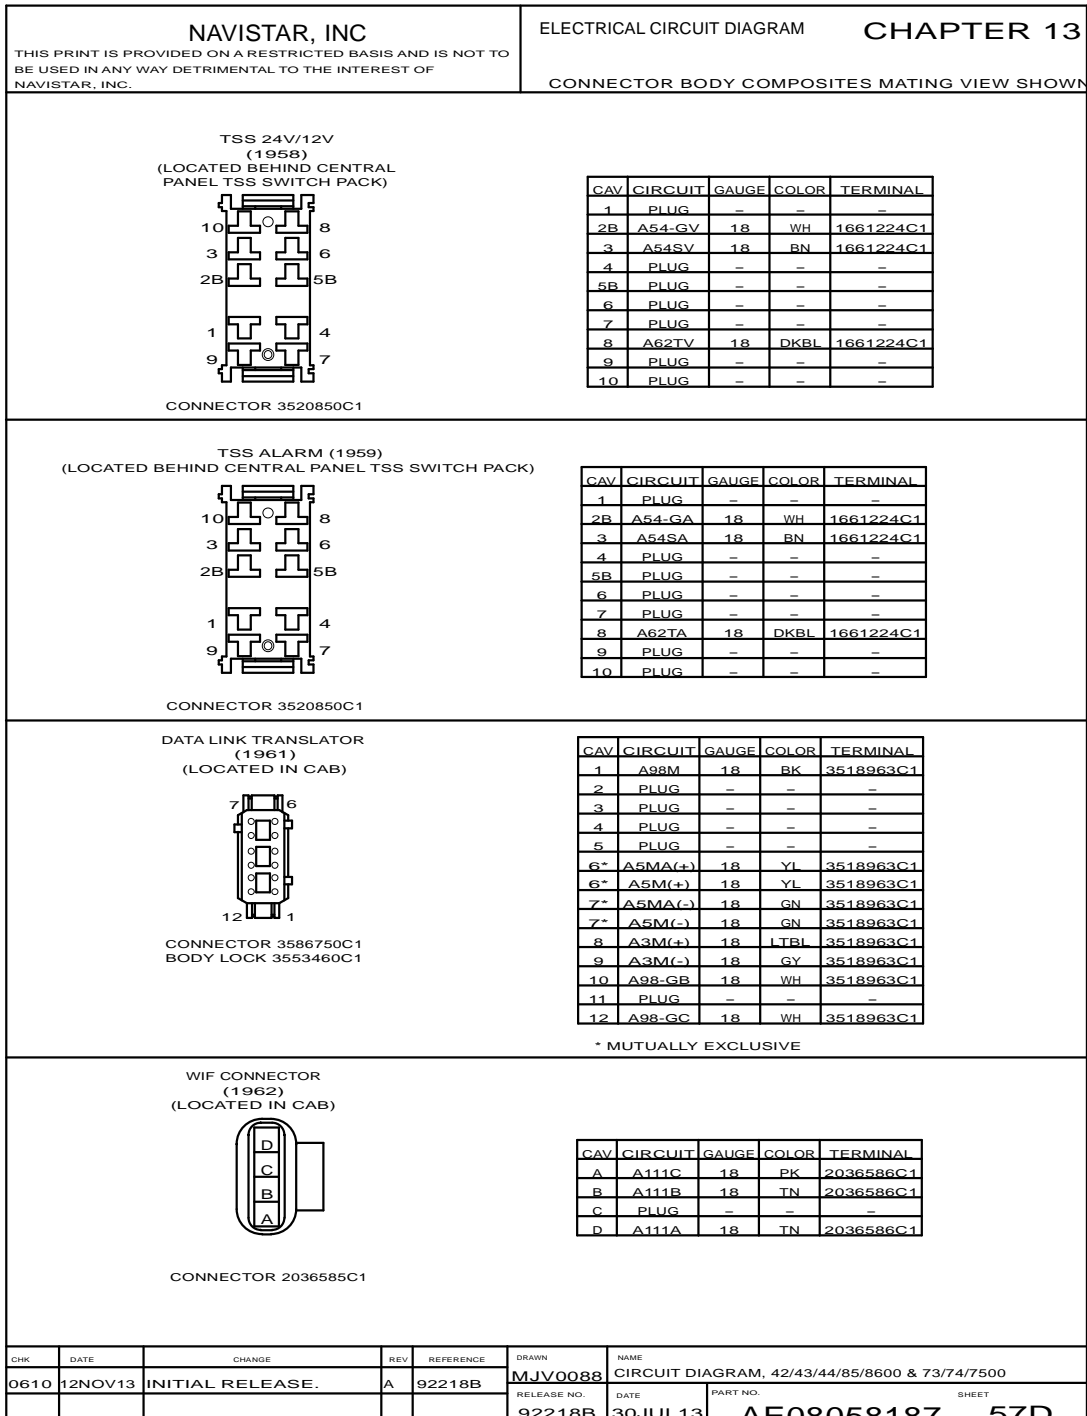 NAVISTAR, INC
THIS PRINT IS PROVIDED ON A RESTRICTED BASIS AND IS NOT TO
BE USED IN ANY WAY DETRIMENTAL TO THE INTEREST OF
NAVISTAR, INC.
ELECTRICAL CIRCUIT DIAGRAM CHAPTER 13
CONNECTOR BODY COMPOSITES MATING VIEW SHOWN
TSS 24V/12V
(1958)
(LOCATED BEHIND CENTRAL
PANEL TSS SWITCH PACK)
10 8
3 6
2B 5B
1 4
9 7
CONNECTOR 3520850C1
CAV CIRCUIT GAUGE COLOR TERMINAL
1 PLUG – – –
2B A54-GV 18 WH 1661224C1
3 A54SV 18 BN 1661224C1
4 PLUG – – –
5B PLUG – – –
6 PLUG – – –
7 PLUG – – –
8 A62TV 18 DKBL 1661224C1
9 PLUG – – –
10 PLUG – – –
TSS ALARM (1959)
(LOCATED BEHIND CENTRAL PANEL TSS SWITCH PACK)
10 8
3 6
2B 5B
1 4
9 7
CONNECTOR 3520850C1
CAV CIRCUIT GAUGE COLOR TERMINAL
1 PLUG – – –
2B A54-GA 18 WH 1661224C1
3 A54SA 18 BN 1661224C1
4 PLUG – – –
5B PLUG – – –
6 PLUG – – –
7 PLUG – – –
8 A62TA 18 DKBL 1661224C1
9 PLUG – – –
10 PLUG – – –
DATA LINK TRANSLATOR
(1961)
(LOCATED IN CAB)
7 6
12 1
CONNECTOR 3586750C1
BODY LOCK 3553460C1
CAV CIRCUIT GAUGE COLOR TERMINAL
1 A98M 18 BK 3518963C1
2 PLUG – – –
3 PLUG – – –
4 PLUG – – –
5 PLUG – – –
6* A5MA(+) 18 YL 3518963C1
6* A5M(+) 18 YL 3518963C1
7* A5MA(-) 18 GN 3518963C1
7* A5M(-) 18 GN 3518963C1
8 A3M(+) 18 LTBL 3518963C1
9 A3M(-) 18 GY 3518963C1
10 A98-GB 18 WH 3518963C1
11 PLUG – – –
12 A98-GC 18 WH 3518963C1
* MUTUALLY EXCLUSIVE
WIF CONNECTOR
(1962)
(LOCATED IN CAB)
D
C
B
A
CONNECTOR 2036585C1
CAV CIRCUIT GAUGE COLOR TERMINAL
A A111C 18 PK 2036586C1
B A111B 18 TN 2036586C1
C PLUG – – –
D A111A 18 TN 2036586C1
CHK DATE CHANGE REV REFERENCE
0610 12NOV13 INITIAL RELEASE. A 92218B
DRAWN NAME
MJV0088 CIRCUIT DIAGRAM, 42/43/44/85/8600 & 73/74/7500
RELEASE NO. DATE PART NO. SHEET
92218B 30JUL13 AE08058187 57D